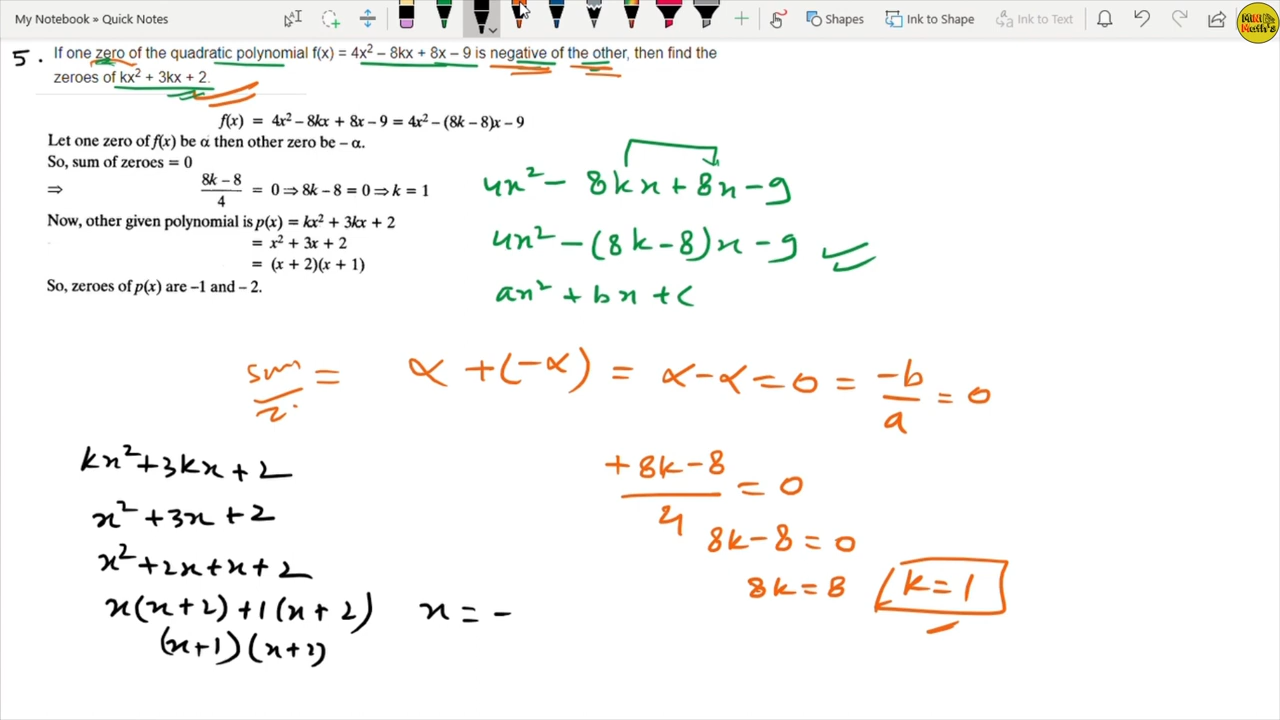 My Notebook » Quick Notes
Shapes
Ink to Shape
Ink to Text
5. If one zero of the quadratic polynomial f(x) = 4x² – 8kx + 8x – 9 is negative of the other, then find the
zeroes of kx² + 3kx + 2.
f(x) = 4x² – 8kx + 8x – 9 = 4x² – (8k – 8)x – 9
Let one zero of f(x) be α then other zero be – α.
So, sum of zeroes = 0
⇒ (8k – 8)/4 = 0 ⇒ 8k – 8 = 0 ⇒ k = 1
Now, other given polynomial is p(x) = kx² + 3kx + 2
= x² + 3x + 2
= (x + 2)(x + 1)
So, zeroes of p(x) are –1 and – 2.
4x² – 8kx + 8x – 9
4x² – (8k – 8)x – 9
ax² + bx + c
sum/z. = α + (–α) = α – α = 0 = –b/a = 0
+8k – 8/4 = 0
8k – 8 = 0
8k = 8 k = 1
kx² + 3kx + 2
x² + 3x + 2
x² + 2x + x + 2
x(x + 2) + 1(x + 2) x = –
(x+1)(x+2)